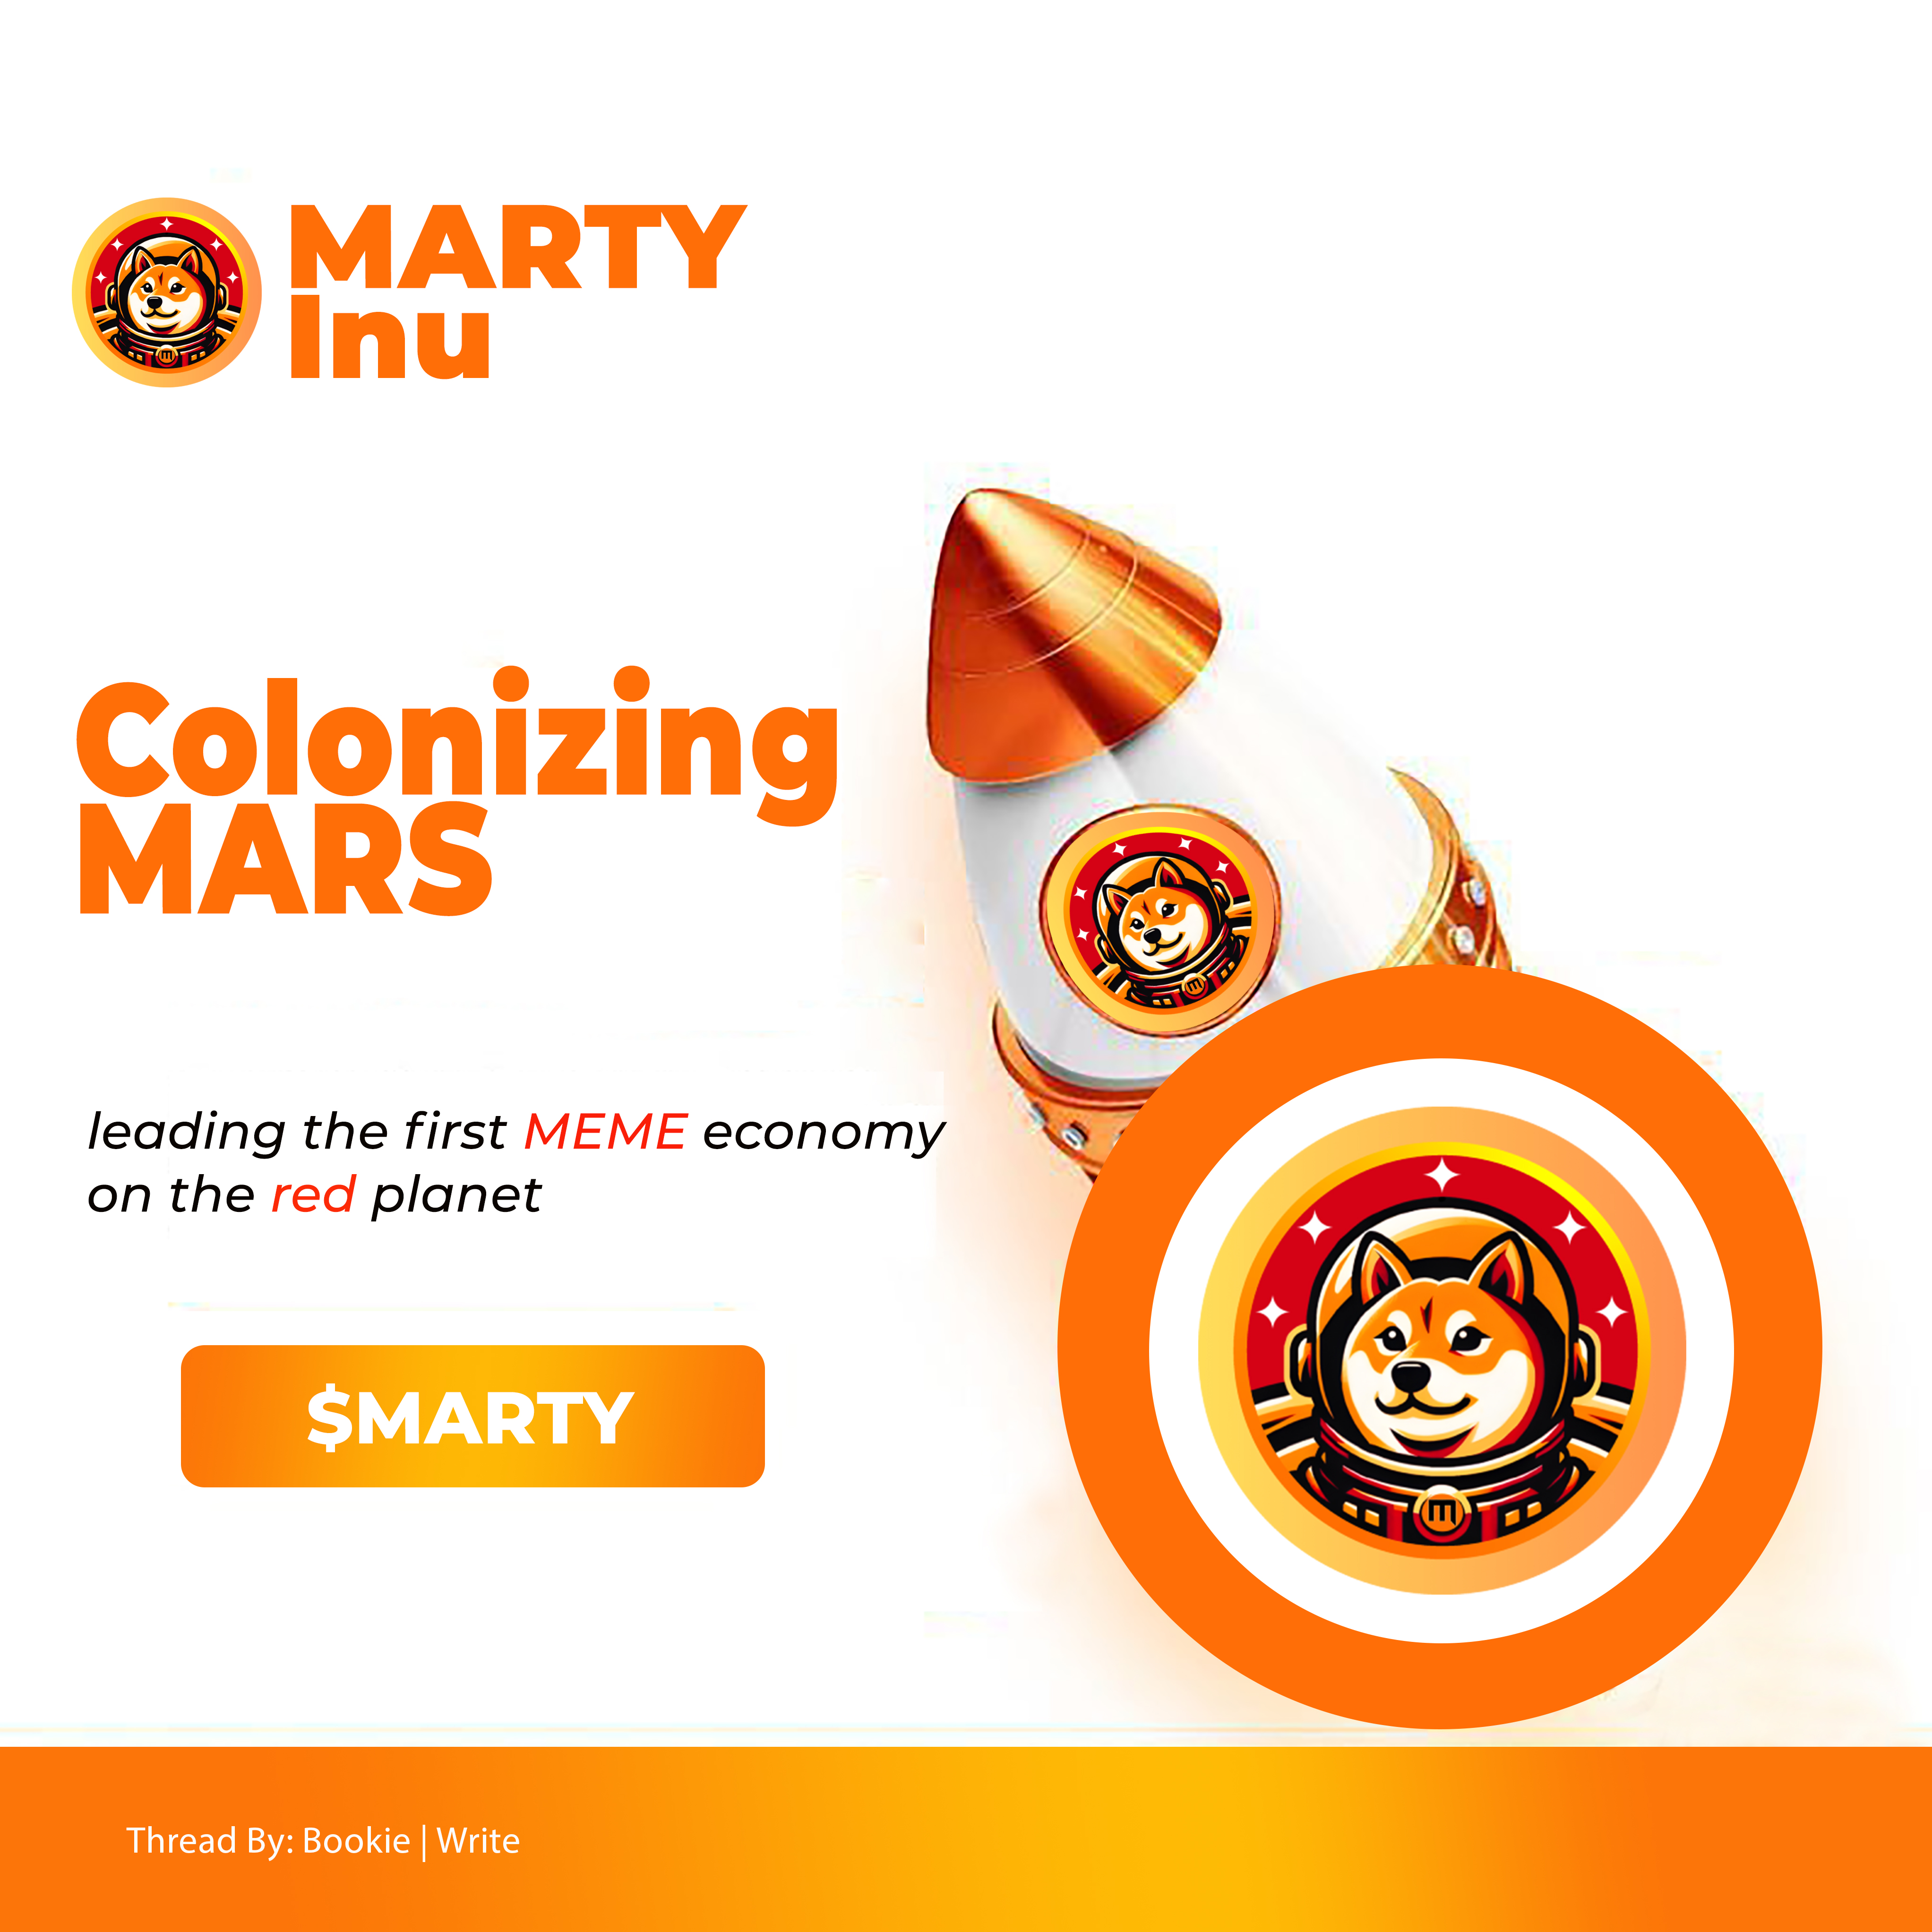 MARTY
Inu
Colonizing
MARS
leading the first MEME economy
on the red planet
$MARTY
Thread By: Bookie | Write